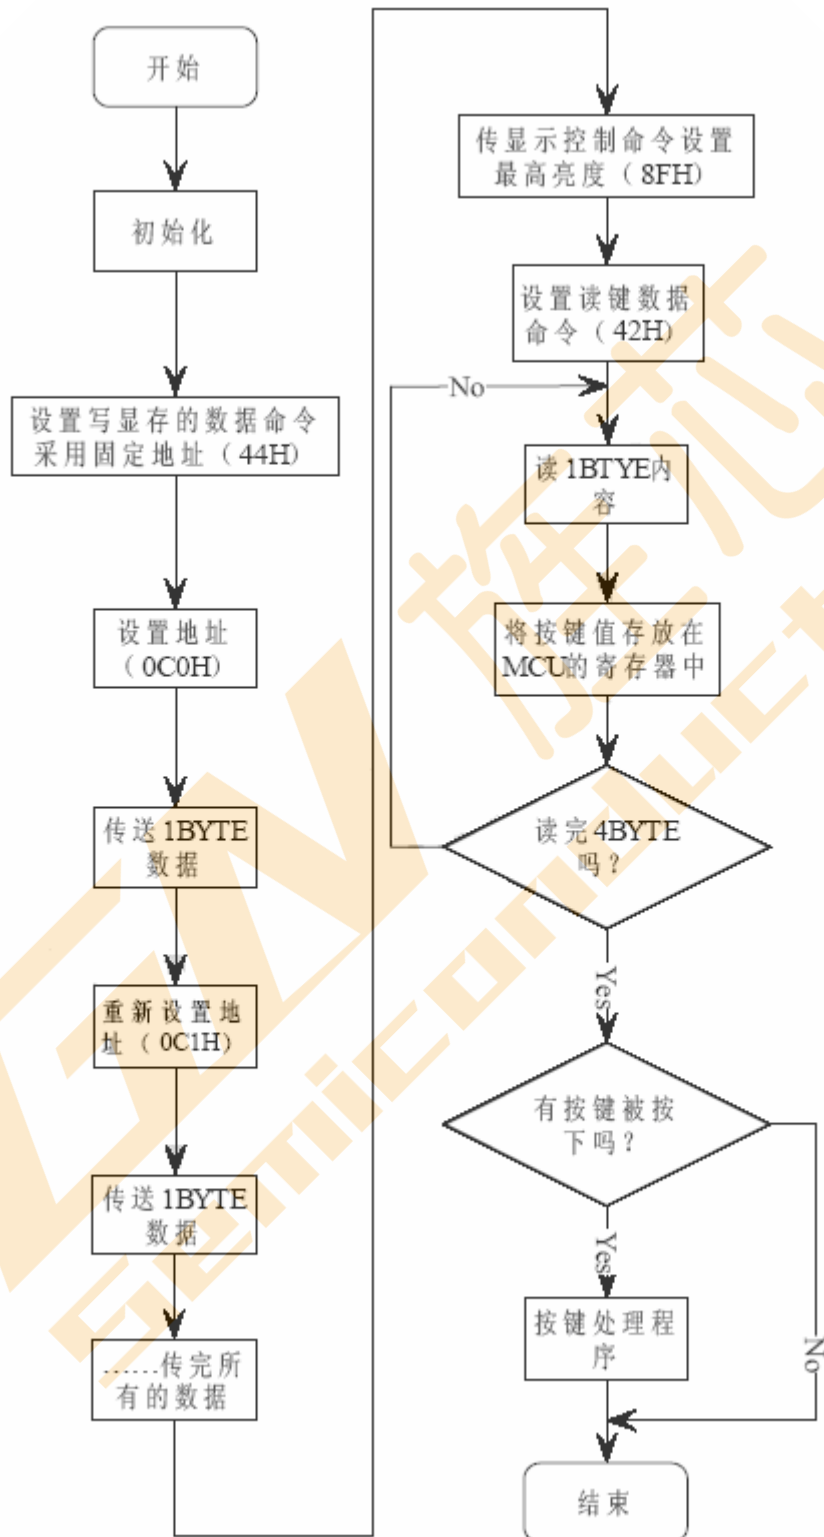 开始
初始化
设置写显存的数据命令
采用固定地址（44H）
设置地址
（0C0H）
传送1BYTE
数据
重新设置地
址（0C1H）
传送1BYTE
数据
……传完所
有的数据
传显示控制命令设置
最高亮度（8FH）
设置读键数据
命令（42H）
No
读1BTYE内
容
将按键值存放在
MCU的寄存器中
读完4BYTE
吗？
Yes
有按键被按
下吗？
Yes
No
按键处理程
序
结束
旌芯
GN
Semiconduct